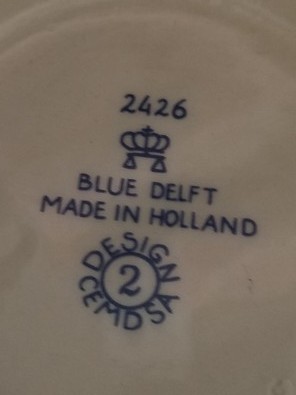 2426
BLUE DELFT
MADE IN HOLLAND
DESIGN
2
CEMDSA